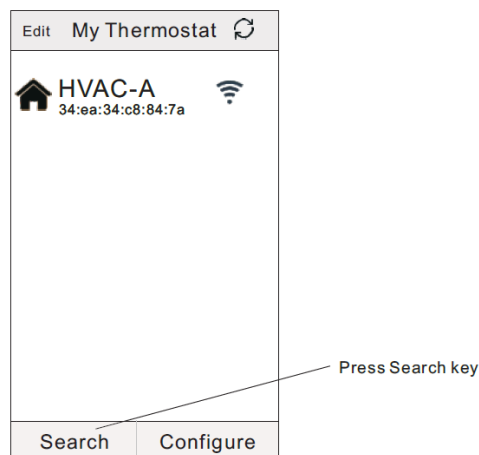 Edit My Thermostat
HVAC-A
34:ea:34:c8:84:7a
Press Search key
Search Configure